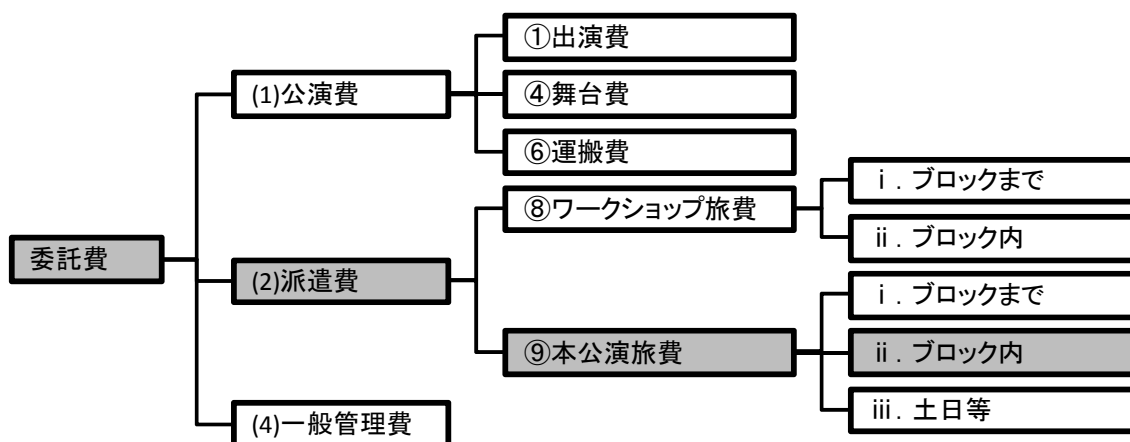 ①出演費
(1)公演費
④舞台費
⑥運搬費
ⅰ．ブロックまで
⑧ワークショップ旅費
ⅱ．ブロック内
委託費
(2)派遣費
ⅰ．ブロックまで
⑨本公演旅費
ⅱ．ブロック内
ⅲ．土日等
(4)一般管理費